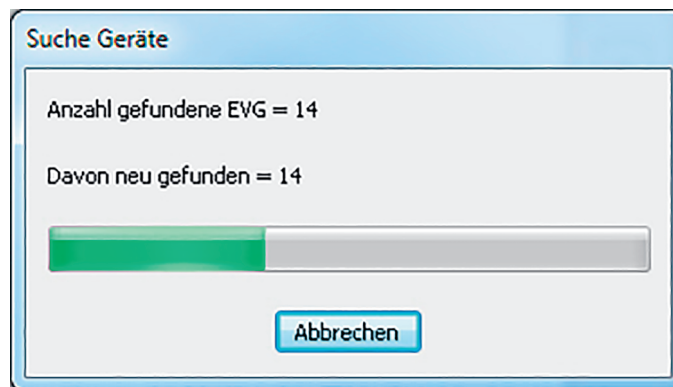 Suche Geräte
Anzahl gefundene EVG = 14
Davon neu gefunden = 14
Abbrechen